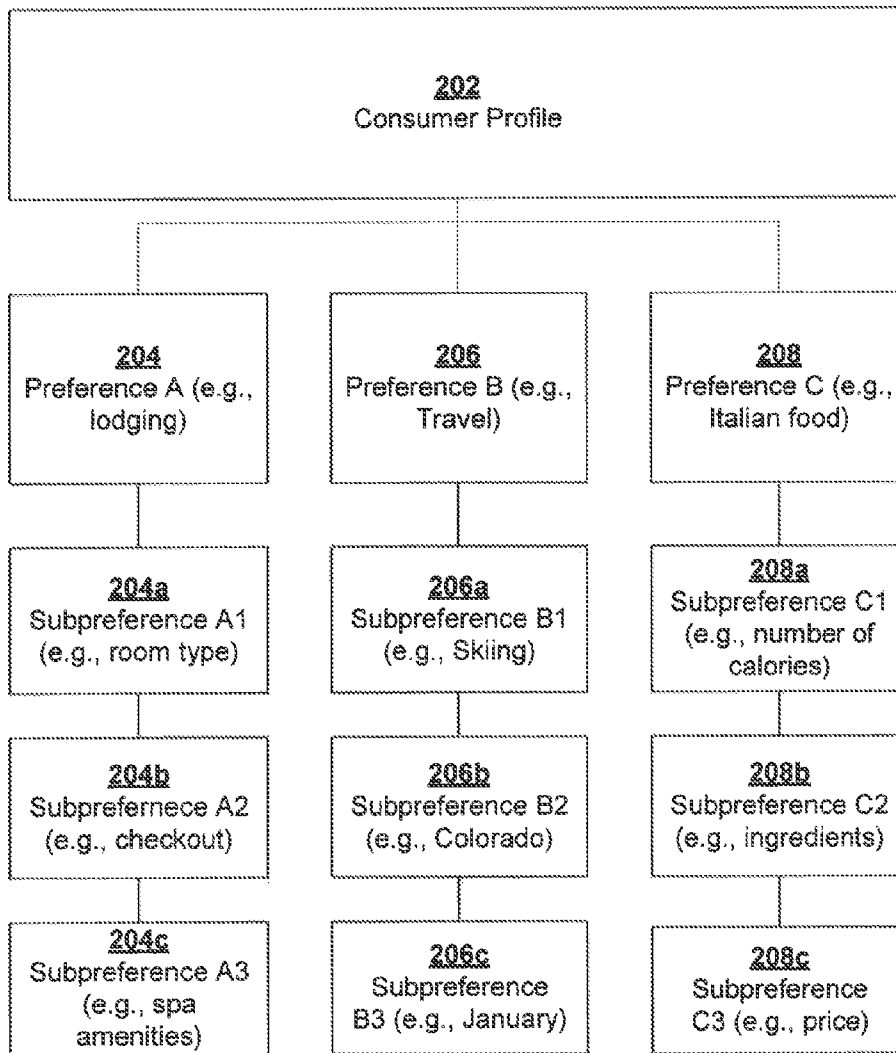 202
Consumer Profile
204
Preference A (e.g.,
lodging)
206
Preference B (e.g.,
Travel)
208
Preference C (e.g.,
Italian food)
204a
Subpreference A1
(e.g., room type)
206a
Subpreference B1
(e.g., Skiing)
208a
Subpreference C1
(e.g., number of
calories)
204b
Subprefernece A2
(e.g., checkout)
206b
Subpreference B2
(e.g., Colorado)
208b
Subpreference C2
(e.g., ingredients)
204c
Subpreference A3
(e.g., spa
amenities)
206c
Subpreference
B3 (e.g., January)
208c
Subpreference
C3 (e.g., price)